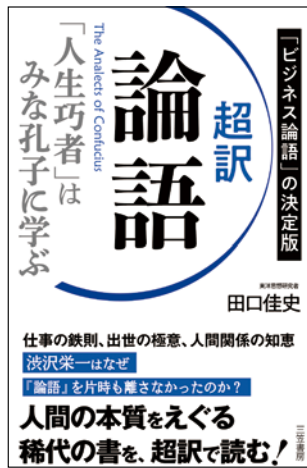 「ビジネス論語」の決定版
超訳
論語
The Analects of Confucius
「人生巧者」は
みな孔子に学ぶ
東洋思想研究者
田口佳史
仕事の鉄則、出世の極意、人間関係の知恵
渋沢栄一はなぜ
『論語』を片時も離さなかったのか?
人間の本質をえぐる
稀代の書を、超訳で読む!
三笠書房